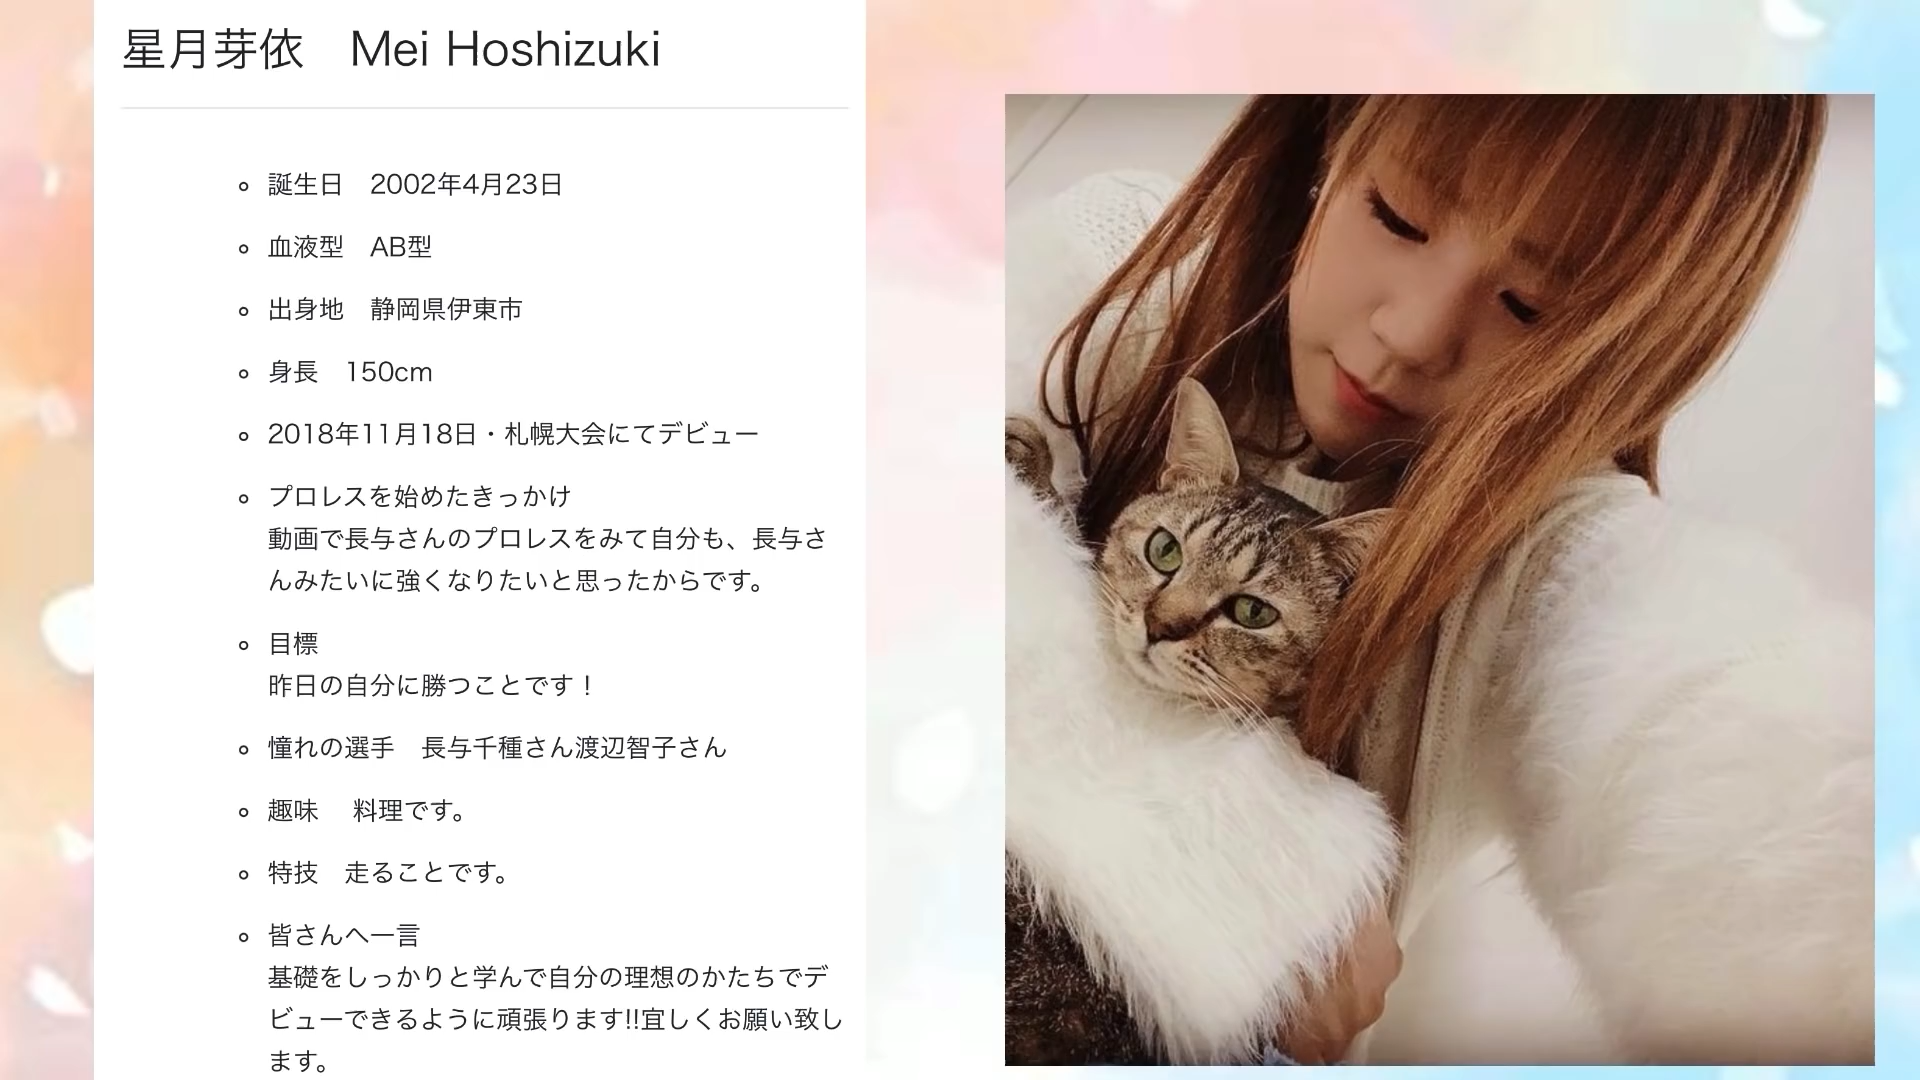 星月芽依　Mei Hoshizuki
誕生日　2002年4月23日
血液型　AB型
出身地　静岡県伊東市
身長　150cm
2018年11月18日・札幌大会にてデビュー
プロレスを始めたきっかけ
動画で長与さんのプロレスをみて自分も、長与さ
んみたいに強くなりたいと思ったからです。
目標
昨日の自分に勝つことです！
憧れの選手　長与千種さん渡辺智子さん
趣味　 料理です。
特技　走ることです。
皆さんへ一言
基礎をしっかりと学んで自分の理想のかたちでデ
ビューできるように頑張ります!!宜しくお願い致し
ます。